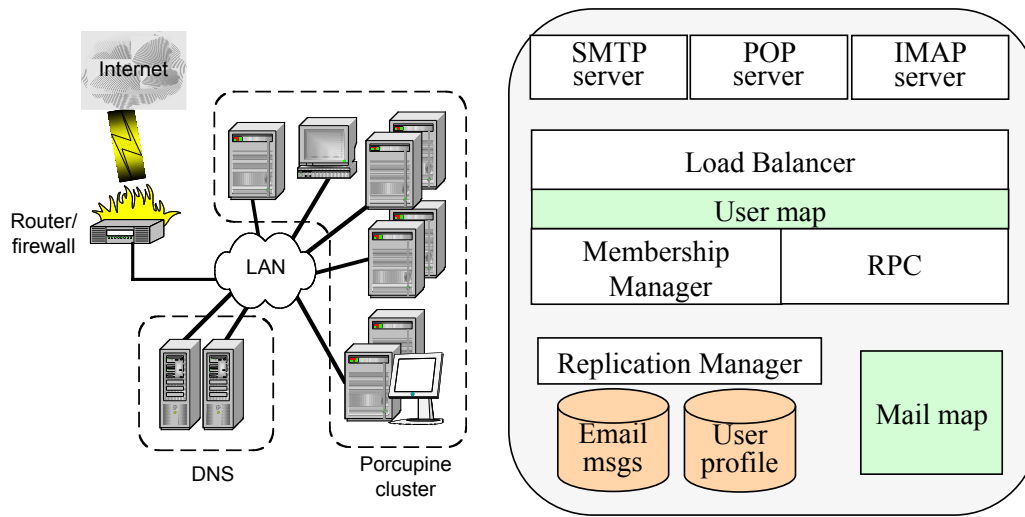 Internet
Router/
firewall
LAN
DNS
Porcupine
cluster
SMTP
server
POP
server
IMAP
server
Load Balancer
User map
Membership
Manager
RPC
Replication Manager
Email
msgs
User
profile
Mail map